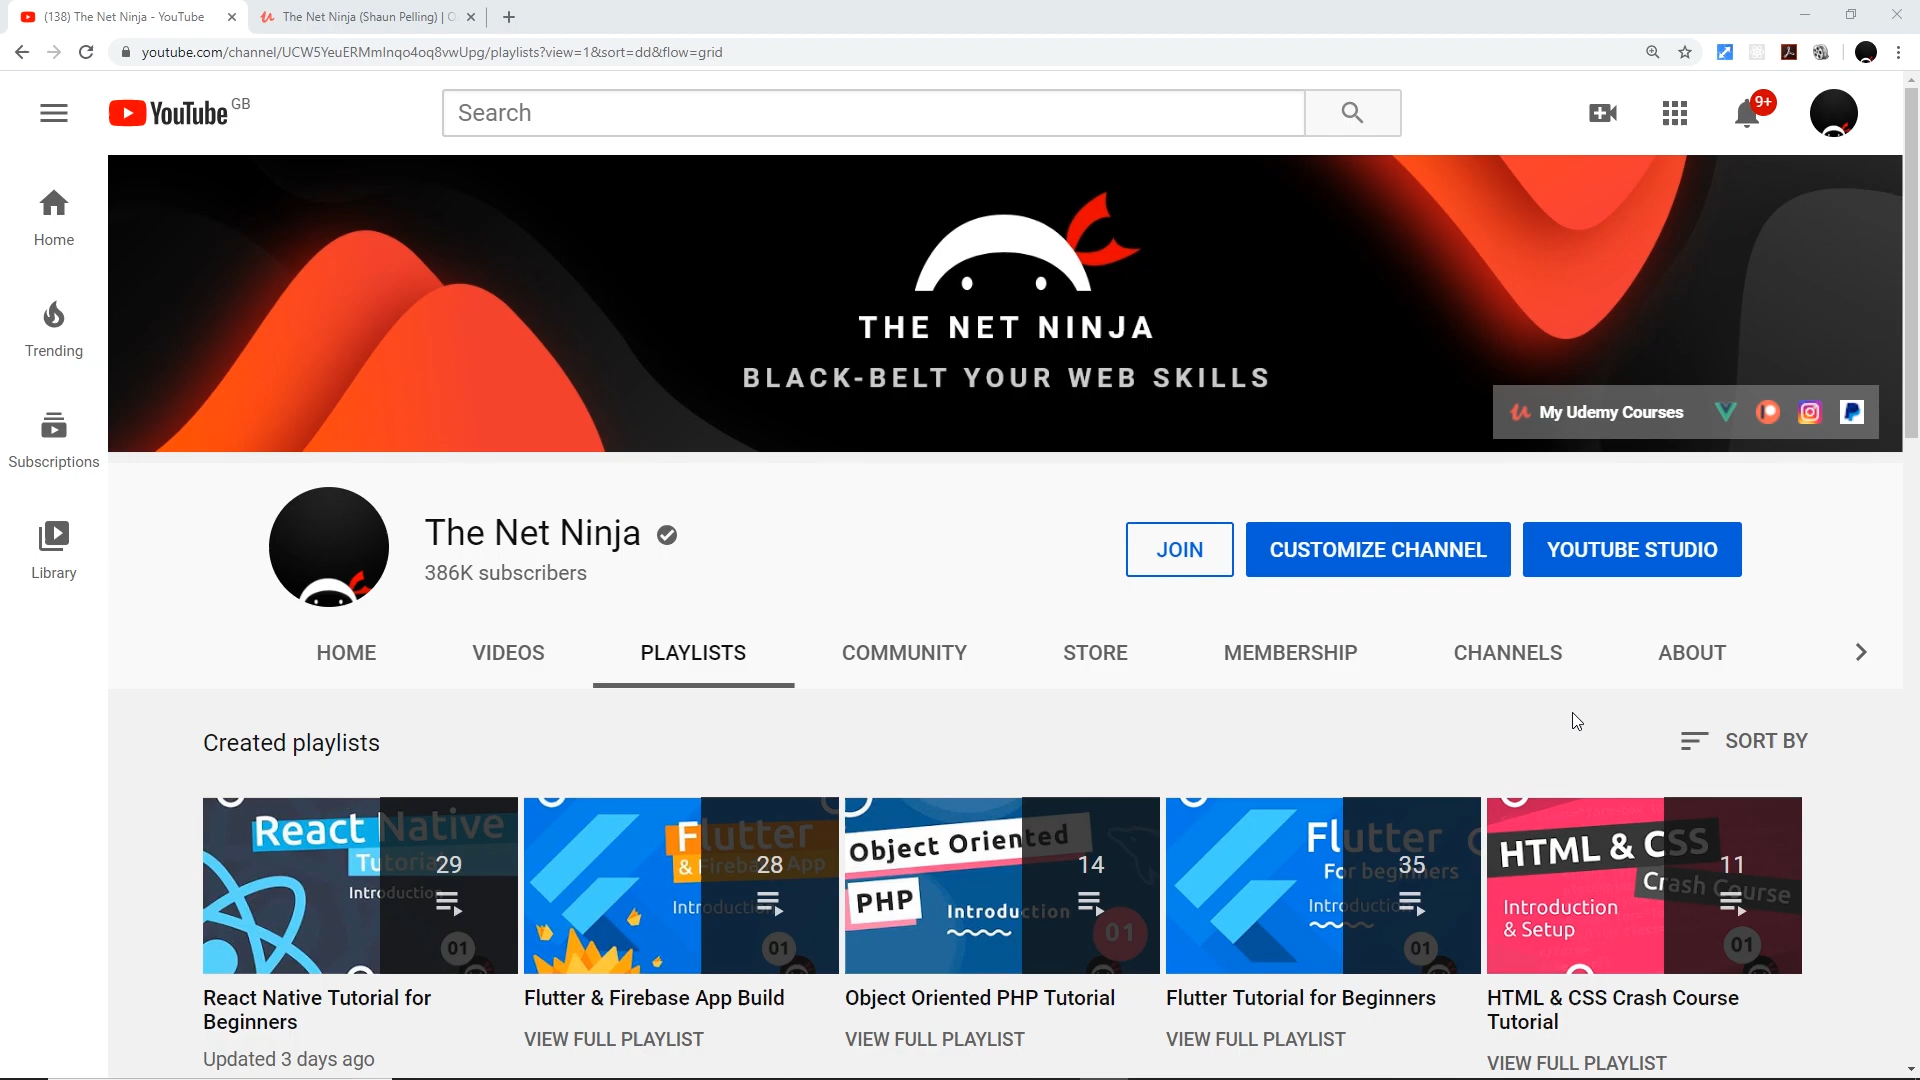 (138) The Net Ninja - YouTube
The Net Ninja (Shaun Pelling) | O
youtube.com/channel/UCW5YeuERMmlnqo4oq8vwUpg/playlists?view=1&sort=dd&flow=grid
YouTube GB
Search
9+
Home
Trending
Subscriptions
Library
THE NET NINJA
BLACK-BELT YOUR WEB SKILLS
My Udemy Courses
The Net Ninja
386K subscribers
JOIN
CUSTOMIZE CHANNEL
YOUTUBE STUDIO
HOME
VIDEOS
PLAYLISTS
COMMUNITY
STORE
MEMBERSHIP
CHANNELS
ABOUT
Created playlists
SORT BY
React Native
Tutorial
Introduction
29
01
Flutter
& Firebase App
Introduction
28
01
Object Oriented
PHP
Introduction
14
01
Flutter
For beginners
Introduction
35
01
HTML & CSS
Crash Course
Introduction
& Setup
11
01
React Native Tutorial for
Beginners
Updated 3 days ago
Flutter & Firebase App Build
VIEW FULL PLAYLIST
Object Oriented PHP Tutorial
VIEW FULL PLAYLIST
Flutter Tutorial for Beginners
VIEW FULL PLAYLIST
HTML & CSS Crash Course
Tutorial
VIEW FULL PLAYLIST